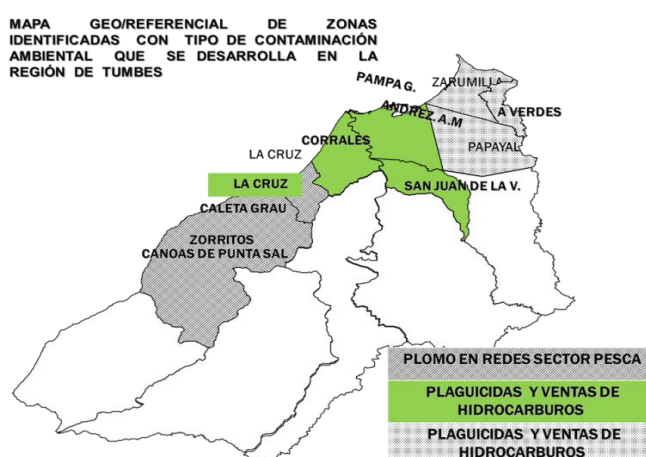 MAPA GEO/REFERENCIAL DE ZONAS
IDENTIFICADAS CON TIPO DE CONTAMINACIÓN
AMBIENTAL QUE SE DESARROLLA EN LA
REGIÓN DE TUMBES
PAMPA G.
ZARUMILLA
ANDREZ. A.M
A VERDES
CORRALES
PAPAYAL
LA CRUZ
LA CRUZ
SAN JUAN DE LA V.
CALETA GRAU
ZORRITOS
CANOAS DE PUNTA SAL
PLOMO EN REDES SECTOR PESCA
PLAGUICIDAS Y VENTAS DE
HIDROCARBUROS
PLAGUICIDAS Y VENTAS DE
HIDROCARBUROS